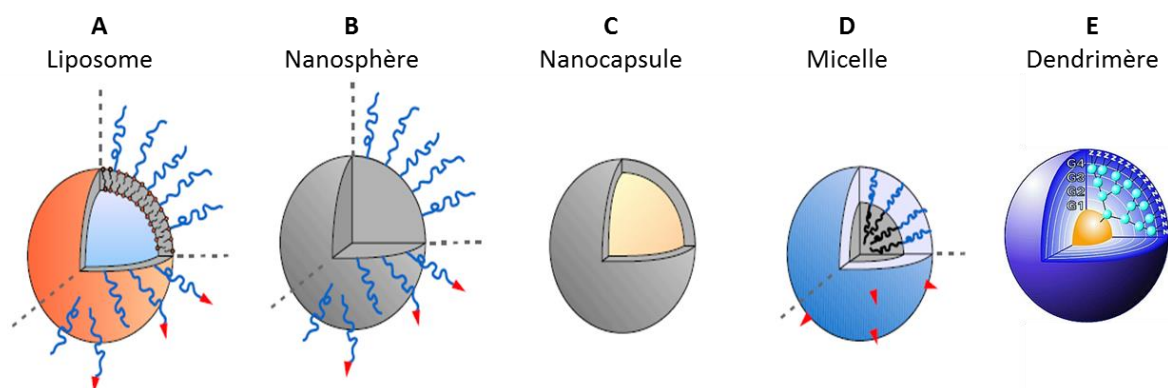 A
Liposome
B
Nanosphère
C
Nanocapsule
D
Micelle
E
Dendrimère
G4
G3
G2
G1